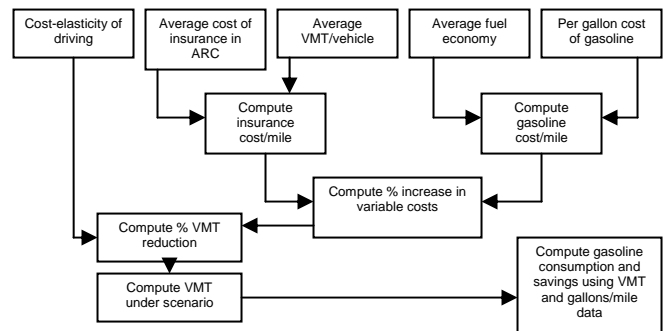 Cost-elasticity of
driving
Average cost of
insurance in
ARC
Average
VMT/vehicle
Average fuel
economy
Per gallon cost
of gasoline
Compute
insurance
cost/mile
Compute
gasoline
cost/mile
Compute % increase in
variable costs
Compute % VMT
reduction
Compute VMT
under scenario
Compute gasoline
consumption and
savings using VMT
and gallons/mile
data